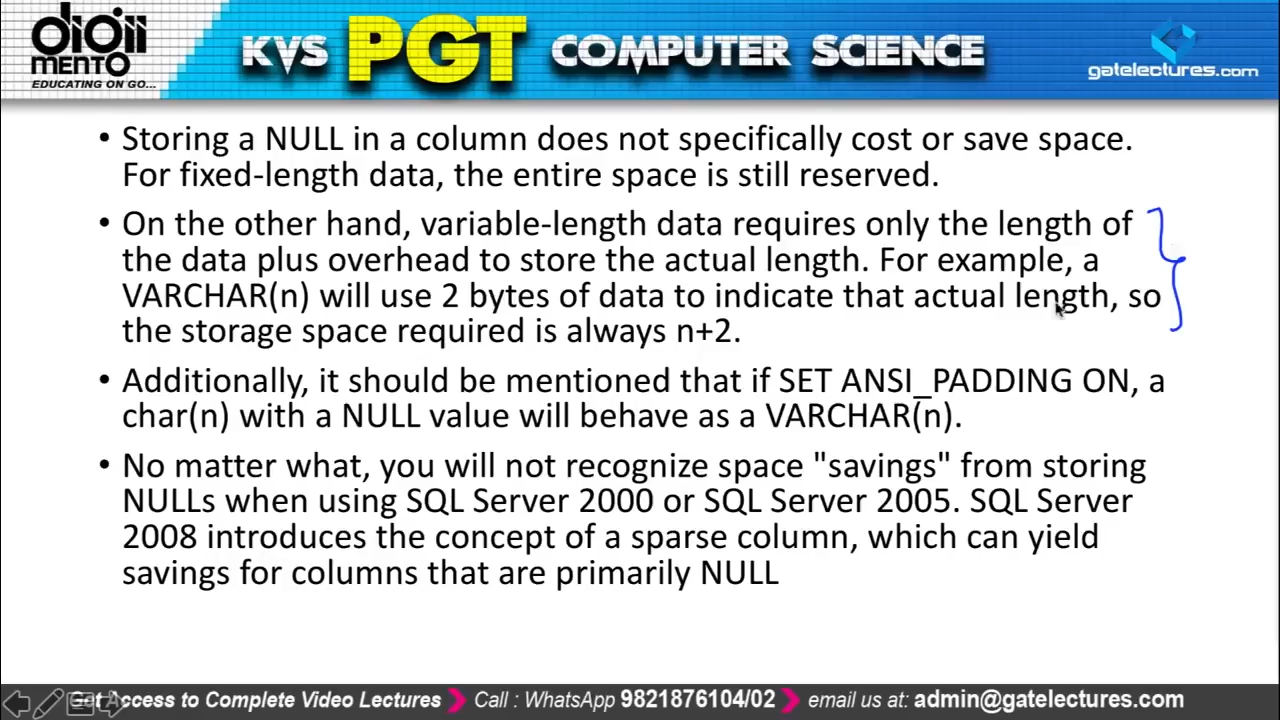 digii
MENTO
EDUCATING ON GO...
KVS PGT COMPUTER SCIENCE
gatelectures.com
• Storing a NULL in a column does not specifically cost or save space.
For fixed-length data, the entire space is still reserved.
• On the other hand, variable-length data requires only the length of
the data plus overhead to store the actual length. For example, a
VARCHAR(n) will use 2 bytes of data to indicate that actual length, so
the storage space required is always n+2.
• Additionally, it should be mentioned that if SET ANSI_PADDING ON, a
char(n) with a NULL value will behave as a VARCHAR(n).
• No matter what, you will not recognize space "savings" from storing
NULLs when using SQL Server 2000 or SQL Server 2005. SQL Server
2008 introduces the concept of a sparse column, which can yield
savings for columns that are primarily NULL
Get Access to Complete Video Lectures Call : WhatsApp 9821876104/02 email us at: admin@gatelectures.com